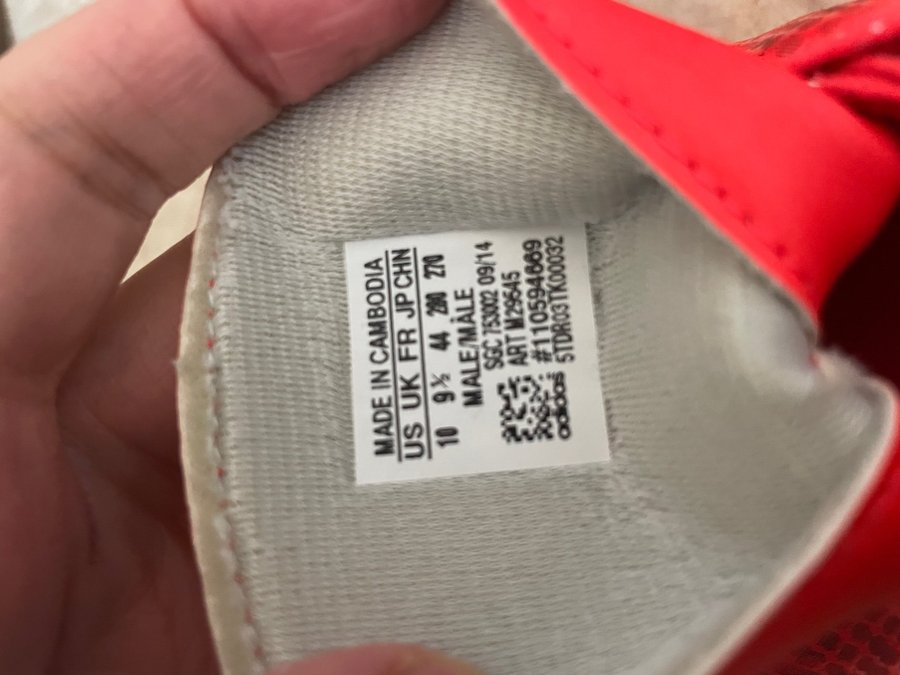 MADE IN CAMBODIA
US UK FR JP CHN
10 9½ 44 280 270
MALE/MÂLE
SGC 753002 09/14
ART M29645
#110594669
5TDR03TK00032
adidas